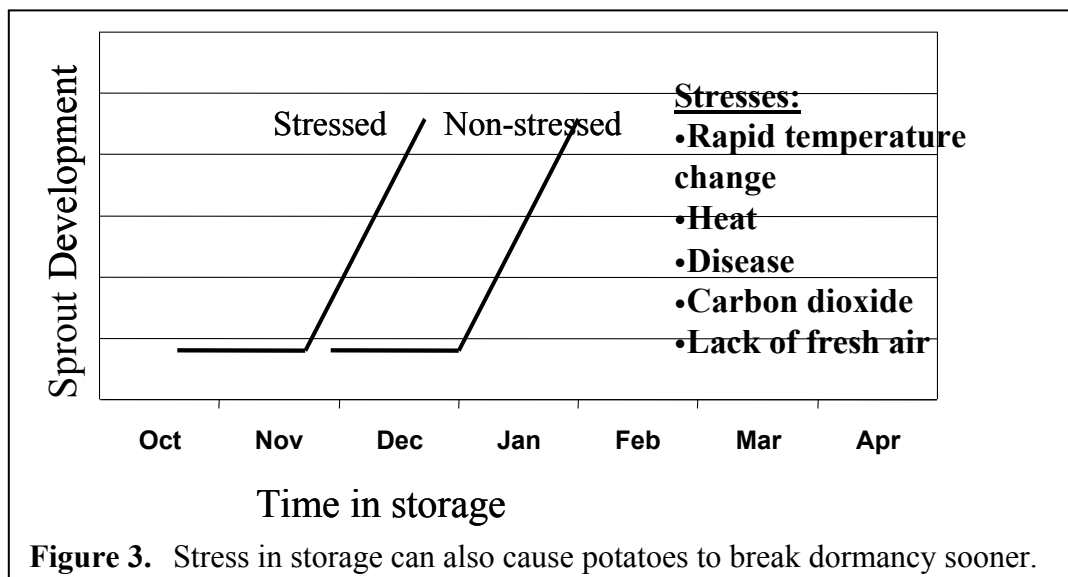 Sprout Development
Stressed
Non-stressed
Stresses:
•Rapid temperature
change
•Heat
•Disease
•Carbon dioxide
•Lack of fresh air
Oct Nov Dec Jan Feb Mar Apr
Time in storage
Figure 3. Stress in storage can also cause potatoes to break dormancy sooner.